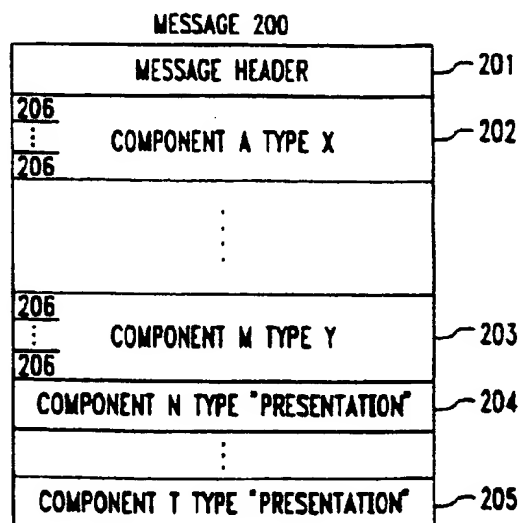 MESSAGE 200
MESSAGE HEADER 201
206
COMPONENT A TYPE X 202
206
206
COMPONENT M TYPE Y 203
206
COMPONENT N TYPE "PRESENTATION" 204
COMPONENT T TYPE "PRESENTATION" 205